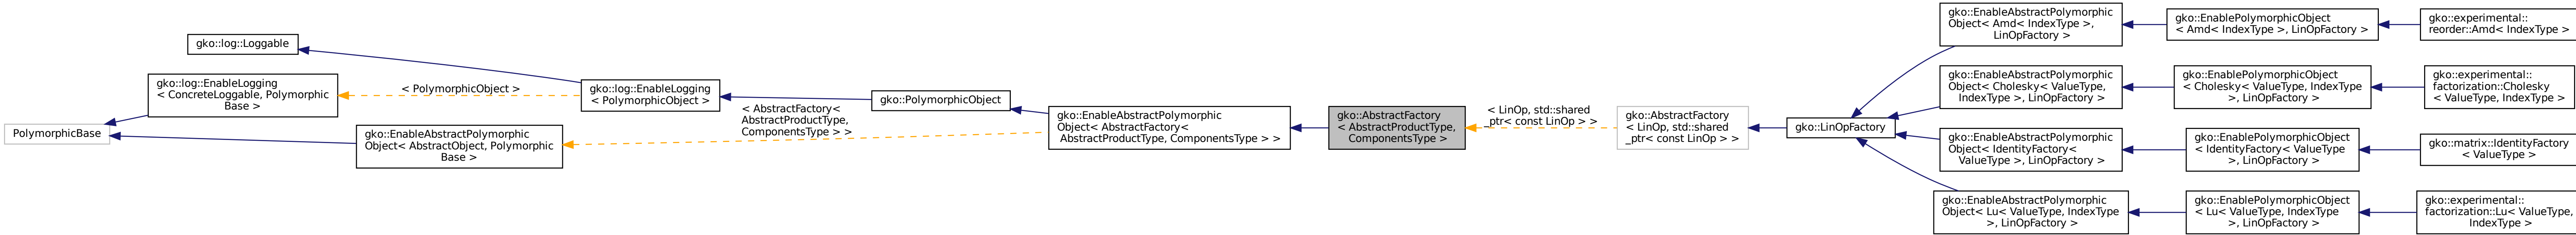 PolymorphicBase
gko::log::Loggable
gko::log::EnableLogging
< ConcreteLoggable, Polymorphic
Base >
gko::EnableAbstractPolymorphic
Object< AbstractObject, Polymorphic
Base >
< PolymorphicObject >
gko::log::EnableLogging
< PolymorphicObject >
< AbstractFactory<
AbstractProductType,
ComponentsType > >
gko::PolymorphicObject
gko::EnableAbstractPolymorphic
Object< AbstractFactory<
AbstractProductType, ComponentsType > >
gko::AbstractFactory
< AbstractProductType,
ComponentsType >
< LinOp, std::shared
_ptr< const LinOp > >
gko::AbstractFactory
< LinOp, std::shared
_ptr< const LinOp > >
gko::LinOpFactory
gko::EnableAbstractPolymorphic
Object< Amd< IndexType >,
LinOpFactory >
gko::EnablePolymorphicObject
< Amd< IndexType >, LinOpFactory >
gko::experimental::
reorder::Amd< IndexType >
gko::EnableAbstractPolymorphic
Object< Cholesky< ValueType,
IndexType >, LinOpFactory >
gko::EnablePolymorphicObject
< Cholesky< ValueType, IndexType
>, LinOpFactory >
gko::experimental::
factorization::Cholesky
< ValueType, IndexType >
gko::EnableAbstractPolymorphic
Object< IdentityFactory<
ValueType >, LinOpFactory >
gko::EnablePolymorphicObject
< IdentityFactory< ValueType
>, LinOpFactory >
gko::matrix::IdentityFactory
< ValueType >
gko::EnableAbstractPolymorphic
Object< Lu< ValueType, IndexType
>, LinOpFactory >
gko::EnablePolymorphicObject
< Lu< ValueType, IndexType
>, LinOpFactory >
gko::experimental::
factorization::Lu< ValueType,
IndexType >